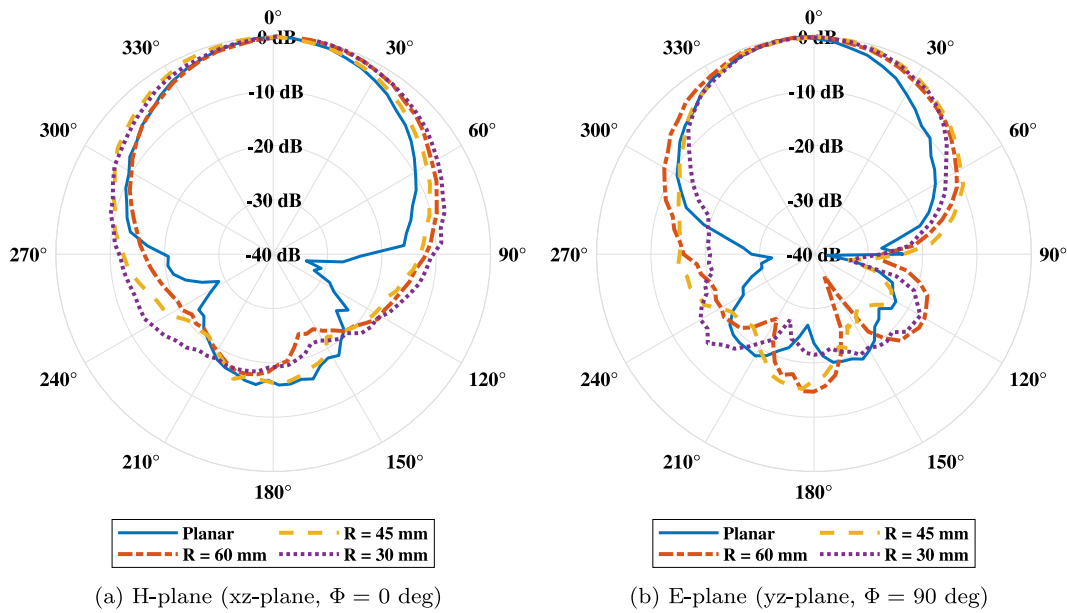 0°
30°
60°
90°
120°
150°
180°
210°
240°
270°
300°
330°
0 dB
-10 dB
-20 dB
-30 dB
-40 dB
Planar
R = 60 mm
R = 45 mm
R = 30 mm
(a) H-plane (xz-plane, Φ = 0 deg)
0°
30°
60°
90°
120°
150°
180°
210°
240°
270°
300°
330°
0 dB
-10 dB
-20 dB
-30 dB
-40 dB
Planar
R = 60 mm
R = 45 mm
R = 30 mm
(b) E-plane (yz-plane, Φ = 90 deg)